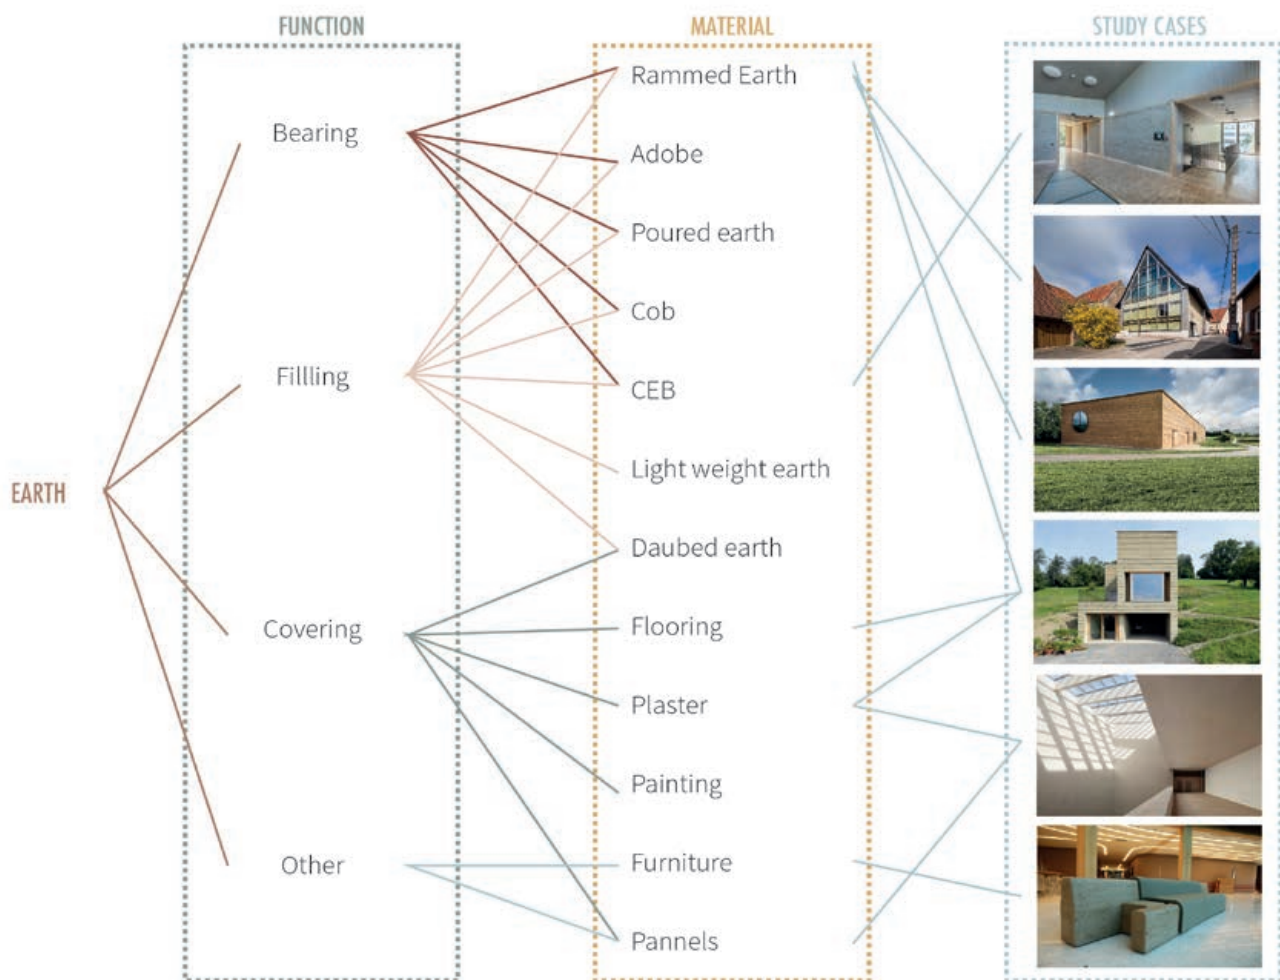 FUNCTION
MATERIAL
STUDY CASES
EARTH
Bearing
Fillling
Covering
Other
Rammed Earth
Adobe
Poured earth
Cob
CEB
Light weight earth
Daubed earth
Flooring
Plaster
Painting
Furniture
Pannels